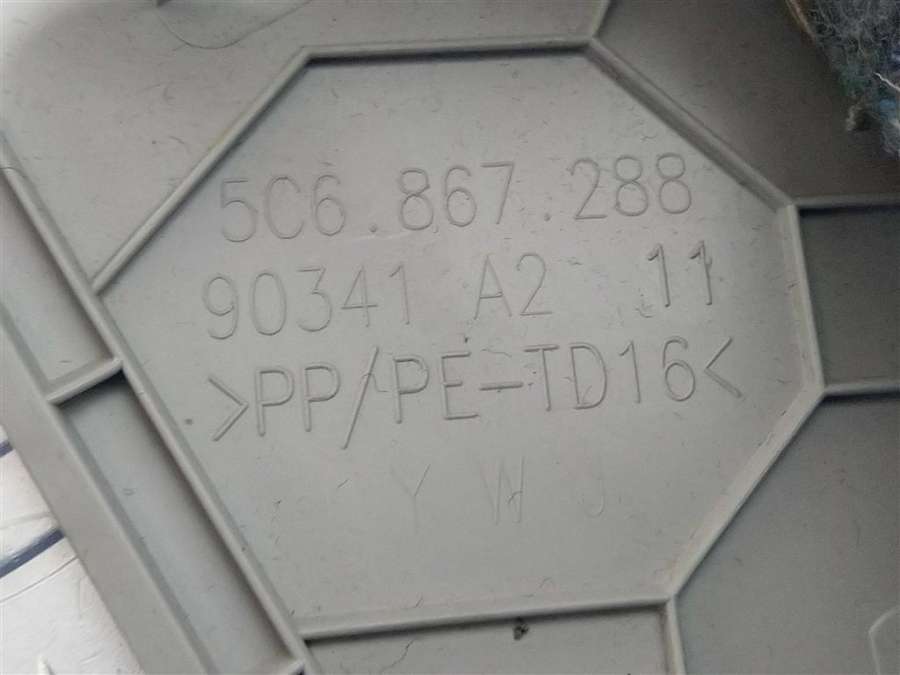 5C6.867.288
90341 A2 11
>PP/PE-TD16<
Y W J